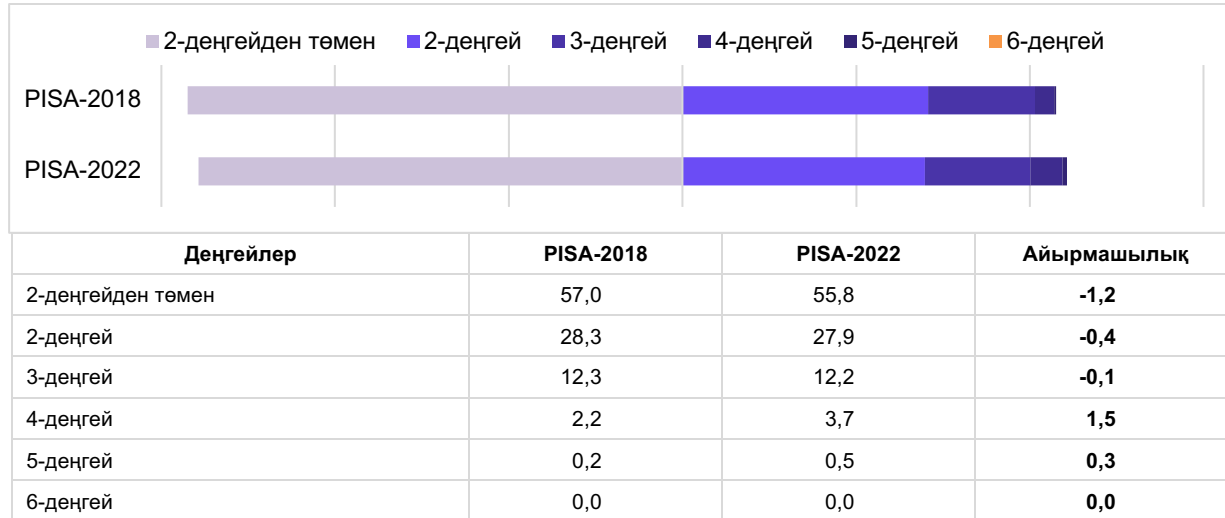 2-деңгейден төмен 2-деңгей 3-деңгей 4-деңгей 5-деңгей 6-деңгей
PISA-2018
PISA-2022
Деңгейлер PISA-2018 PISA-2022 Айырмашылық
2-деңгейден төмен 57,0 55,8 -1,2
2-деңгей 28,3 27,9 -0,4
3-деңгей 12,3 12,2 -0,1
4-деңгей 2,2 3,7 1,5
5-деңгей 0,2 0,5 0,3
6-деңгей 0,0 0,0 0,0